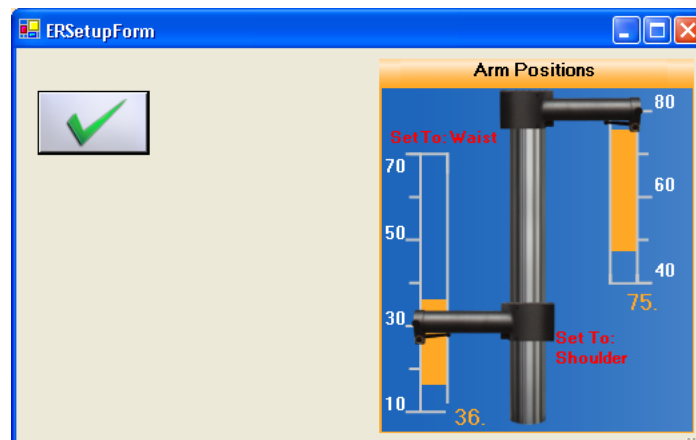 ERSetupForm
Arm Positions
80
Set To: Waist
70
60
50
40
75.
30
Set To:
Shoulder
10
36.